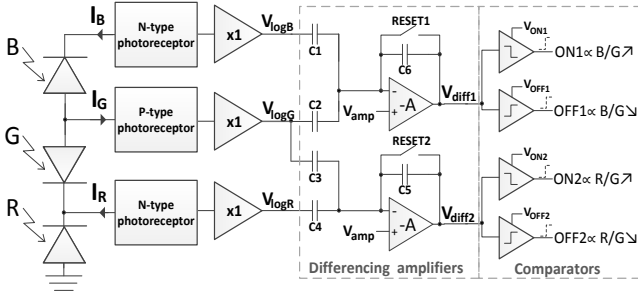 I_B
N-type
photoreceptor
x1
V_logB
C1
RESET1
C6
B
V_ON1
ON1∝ B/G↗
I_G
P-type
photoreceptor
x1
V_logG
C2
V_amp
-
+
-A
V_diff1
V_OFF1
OFF1∝ B/G↘
G
C3
RESET2
C5
V_ON2
ON2∝ R/G↗
I_R
N-type
photoreceptor
x1
V_logR
C4
R
V_amp
-
+
-A
V_diff2
V_OFF2
OFF2∝ R/G↘
Differencing amplifiers
Comparators